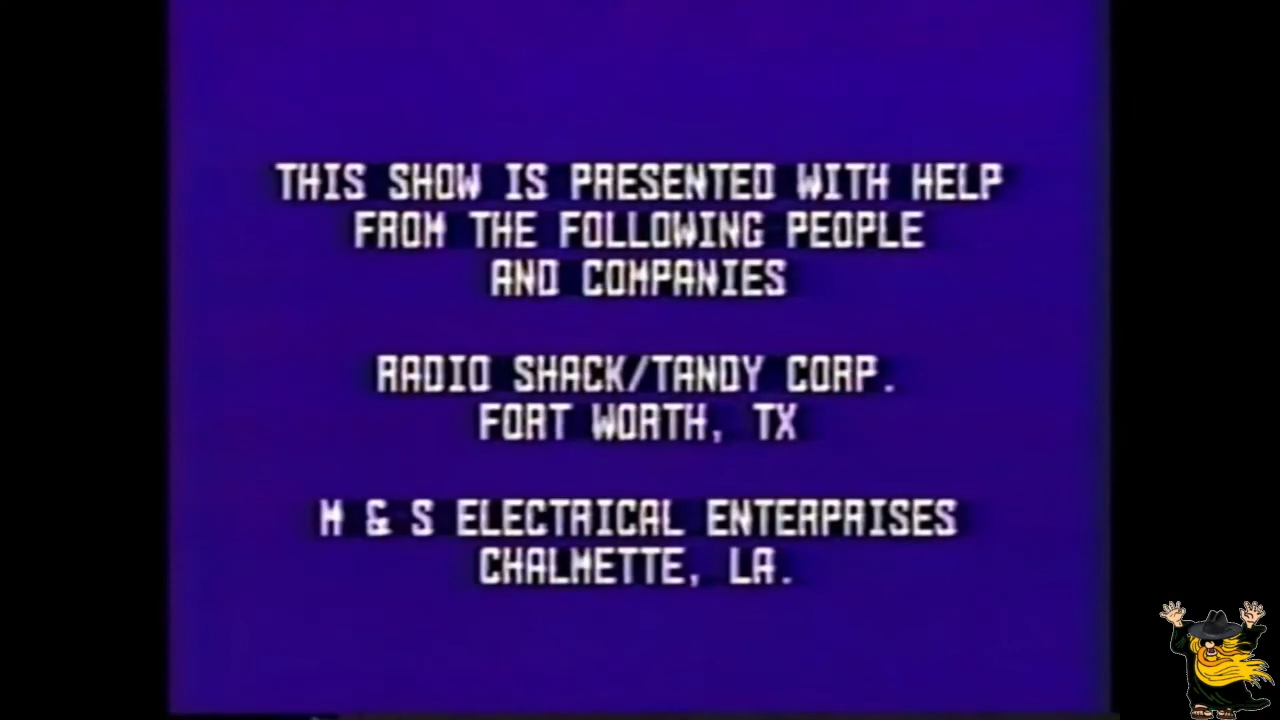 THIS SHOW IS PRESENTED WITH HELP
FROM THE FOLLOWING PEOPLE
AND COMPANIES
RADIO SHACK/TANDY CORP.
FORT WORTH, TX
M & S ELECTRICAL ENTERPRISES
CHALMETTE, LA.